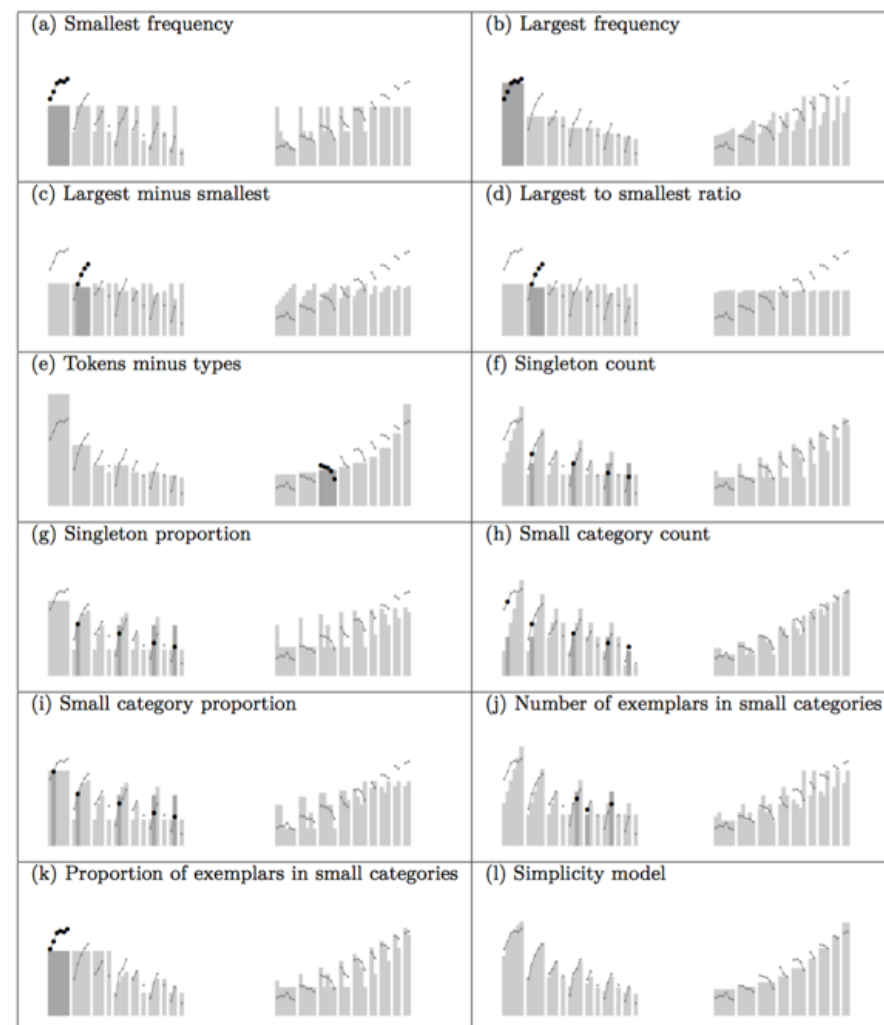 (a) Smallest frequency
(b) Largest frequency
(c) Largest minus smallest
(d) Largest to smallest ratio
(e) Tokens minus types
(f) Singleton count
(g) Singleton proportion
(h) Small category count
(i) Small category proportion
(j) Number of exemplars in small categories
(k) Proportion of exemplars in small categories
(l) Simplicity model